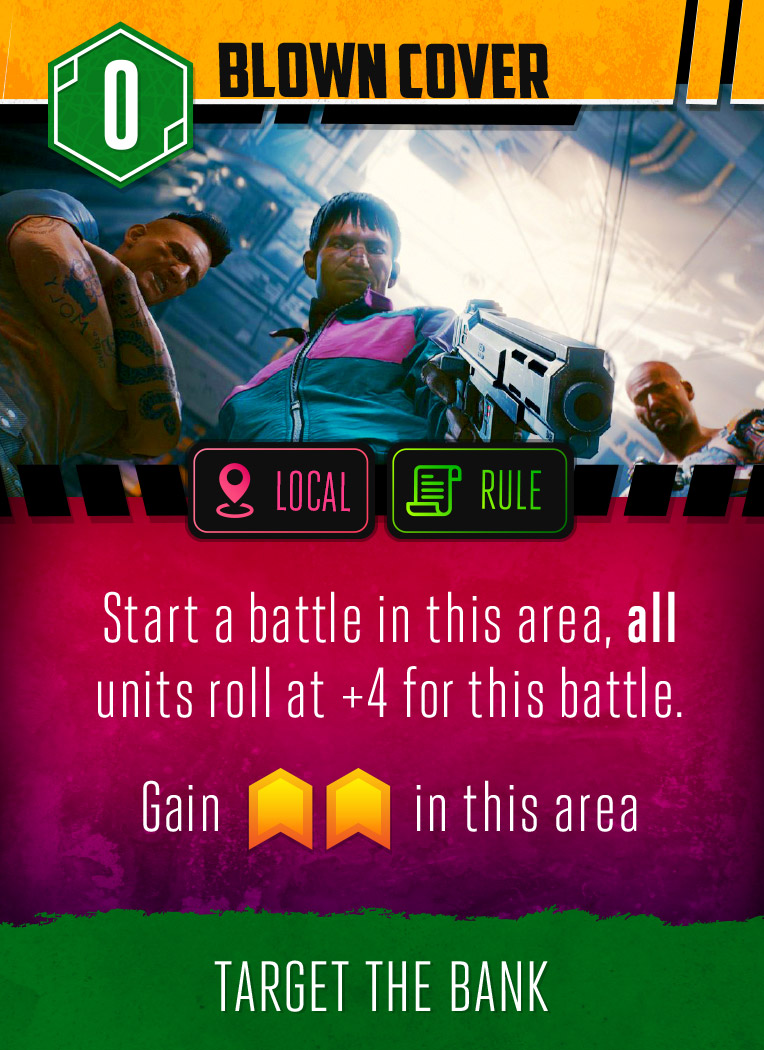 0
BLOWN COVER
LOCAL
RULE
Start a battle in this area, all
units roll at +4 for this battle.
Gain in this area
TARGET THE BANK